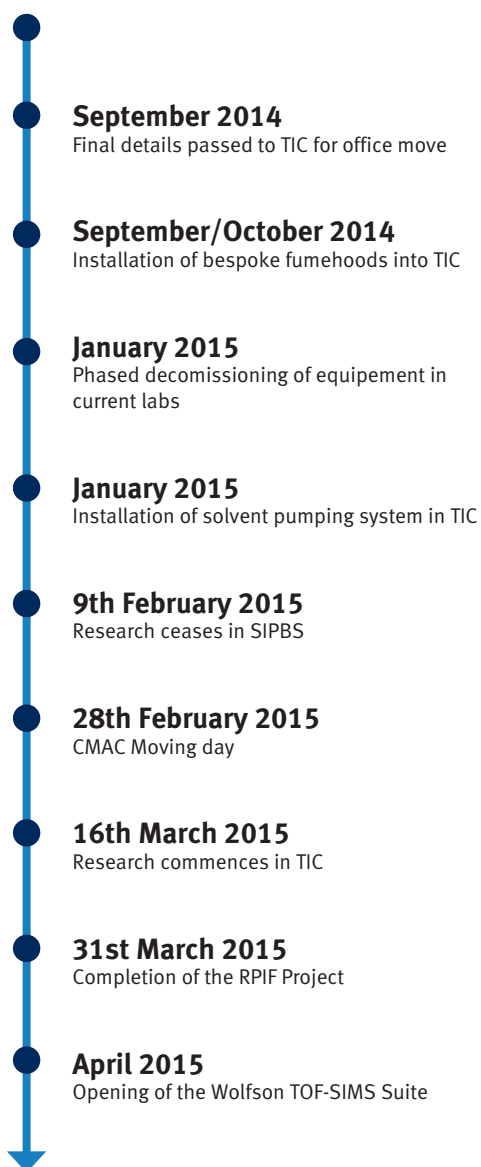 September 2014
Final details passed to TIC for office move
September/October 2014
Installation of bespoke fumehoods into TIC
January 2015
Phased decomissioning of equipement in
current labs
January 2015
Installation of solvent pumping system in TIC
9th February 2015
Research ceases in SIPBS
28th February 2015
CMAC Moving day
16th March 2015
Research commences in TIC
31st March 2015
Completion of the RPIF Project
April 2015
Opening of the Wolfson TOF-SIMS Suite